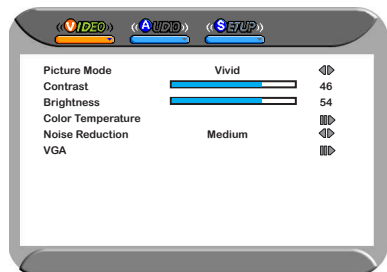 VIDEO AUDIO SETUP
Picture Mode Vivid
Contrast 46
Brightness 54
Color Temperature
Noise Reduction Medium
VGA